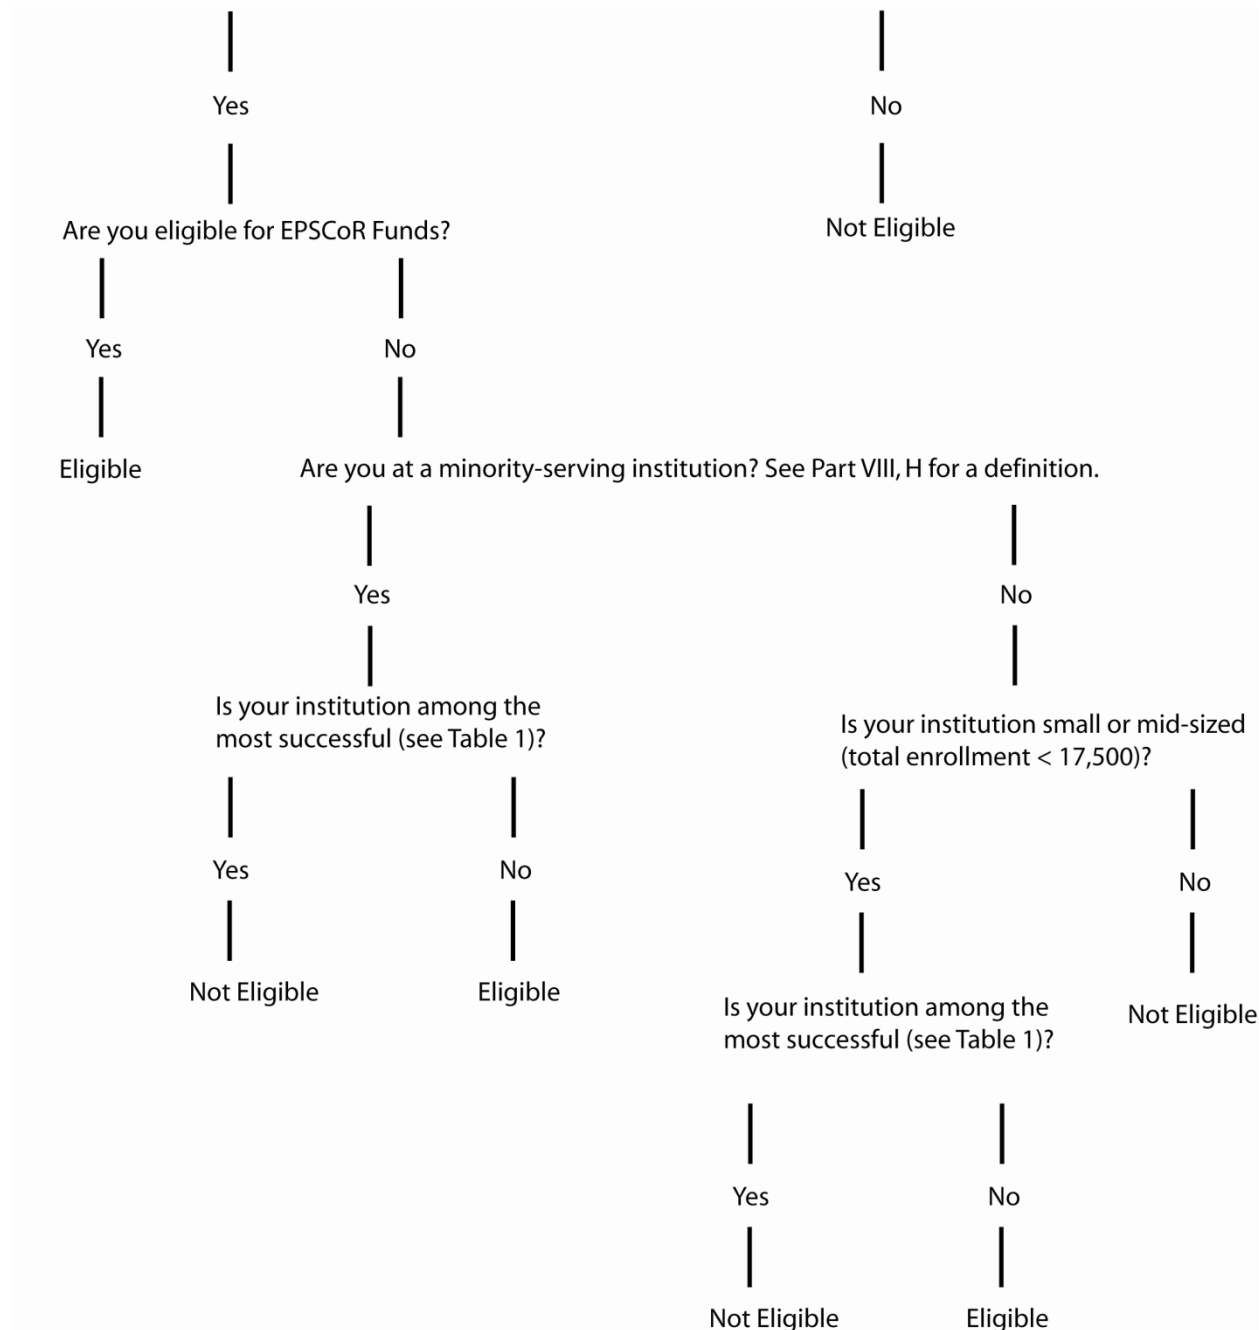 Yes
No
Are you eligible for EPSCoR Funds?
Not Eligible
Yes
No
Eligible
Are you at a minority-serving institution? See Part VIII, H for a definition.
Yes
No
Is your institution among the
most successful (see Table 1)?
Is your institution small or mid-sized
(total enrollment < 17,500)?
Yes
No
Yes
No
Not Eligible
Eligible
Is your institution among the
most successful (see Table 1)?
Not Eligible
Yes
No
Not Eligible
Eligible